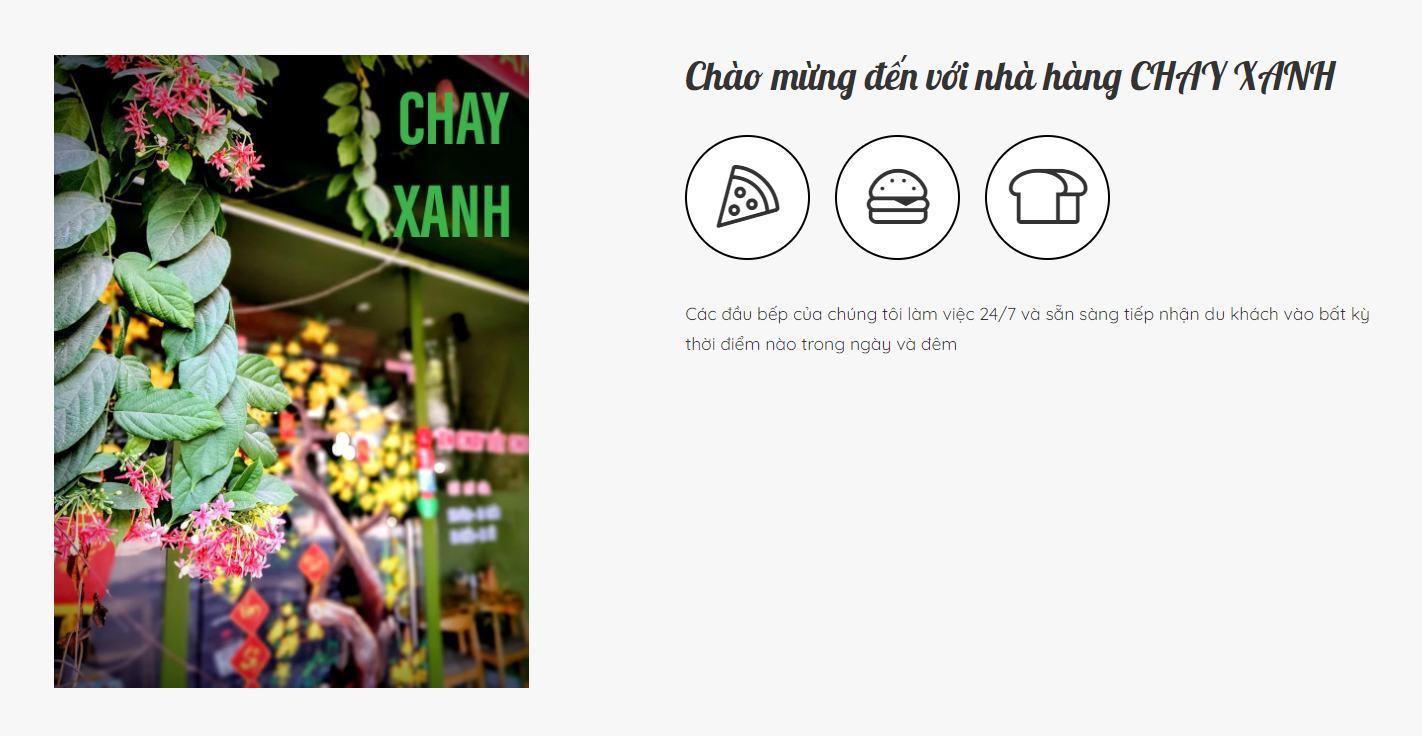 CHAY
XANH
Chào mừng đến với nhà hàng CHAY XANH
Các đầu bếp của chúng tôi làm việc 24/7 và sẵn sàng tiếp nhận du khách vào bất kỳ
thời điểm nào trong ngày và đêm